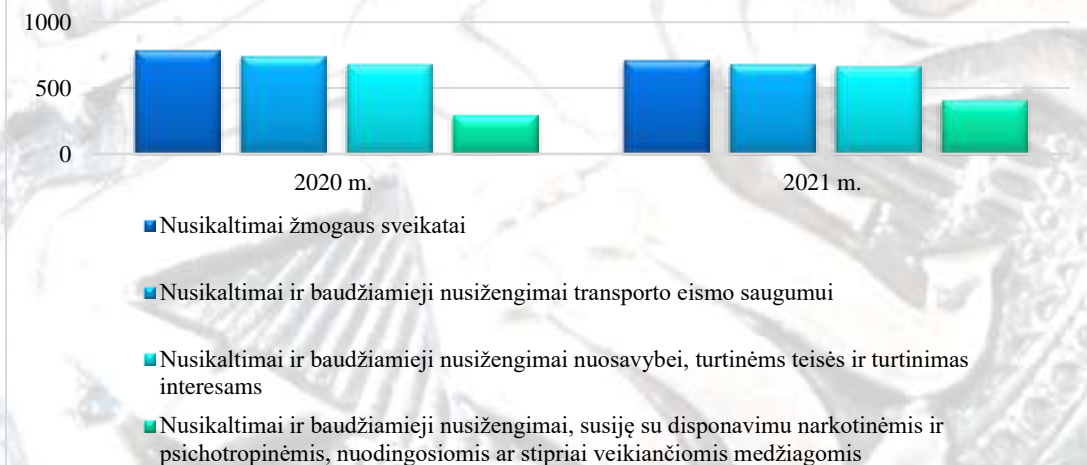 1000
500
0
2020 m.
2021 m.
Nusikaltimai žmogaus sveikatai
Nusikaltimai ir baudžiamieji nusižengimai transporto eismo saugumui
Nusikaltimai ir baudžiamieji nusižengimai nuosavybei, turtinėms teisės ir turtinimas
interesams
Nusikaltimai ir baudžiamieji nusižengimai, susiję su disponavimu narkotinėmis ir
psichotropinėmis, nuodingosiomis ar stipriai veikiančiomis medžiagomis